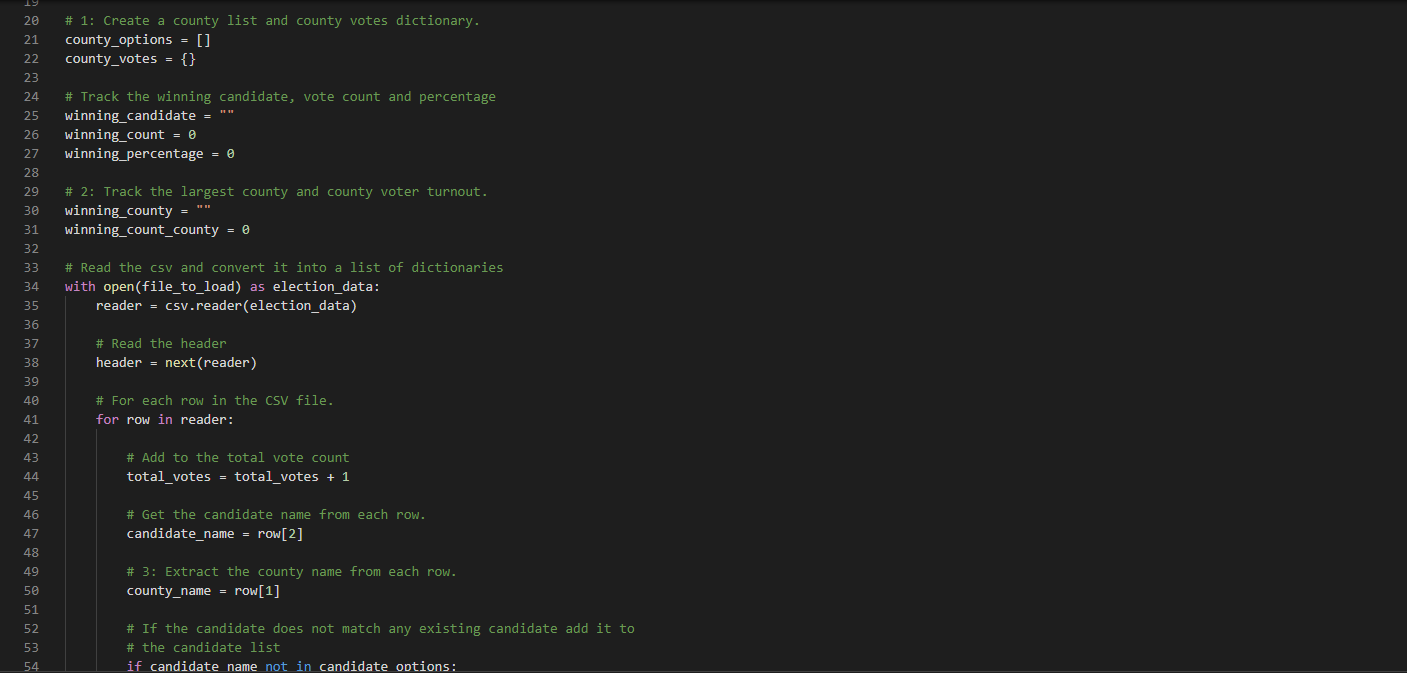 19
20 # 1: Create a county list and county votes dictionary.
21 county_options = []
22 county_votes = {}
23
24 # Track the winning candidate, vote count and percentage
25 winning_candidate = ""
26 winning_count = 0
27 winning_percentage = 0
28
29 # 2: Track the largest county and county voter turnout.
30 winning_county = ""
31 winning_count_county = 0
32
33 # Read the csv and convert it into a list of dictionaries
34 with open(file_to_load) as election_data:
35     reader = csv.reader(election_data)
36
37     # Read the header
38     header = next(reader)
39
40     # For each row in the CSV file.
41     for row in reader:
42
43         # Add to the total vote count
44         total_votes = total_votes + 1
45
46         # Get the candidate name from each row.
47         candidate_name = row[2]
48
49         # 3: Extract the county name from each row.
50         county_name = row[1]
51
52         # If the candidate does not match any existing candidate add it to
53         # the candidate list
54         if candidate_name not in candidate_options: